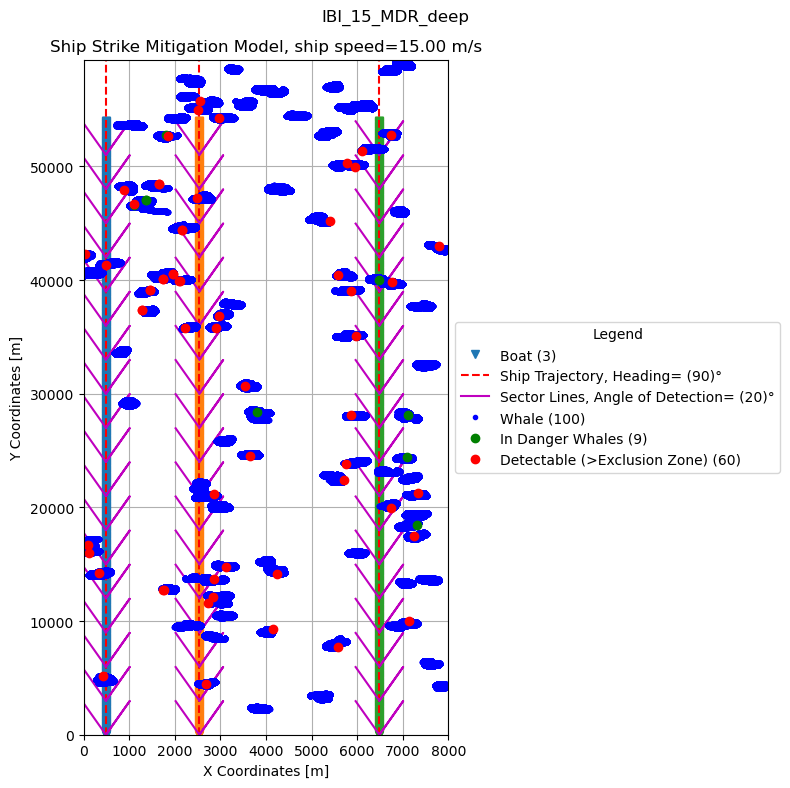 IBI_15_MDR_deep
Ship Strike Mitigation Model, ship speed=15.00 m/s
50000
40000
30000
20000
10000
0
Y Coordinates [m]
0 1000 2000 3000 4000 5000 6000 7000 8000
X Coordinates [m]
Legend
Boat (3)
Ship Trajectory, Heading= (90)°
Sector Lines, Angle of Detection= (20)°
Whale (100)
In Danger Whales (9)
Detectable (>Exclusion Zone) (60)